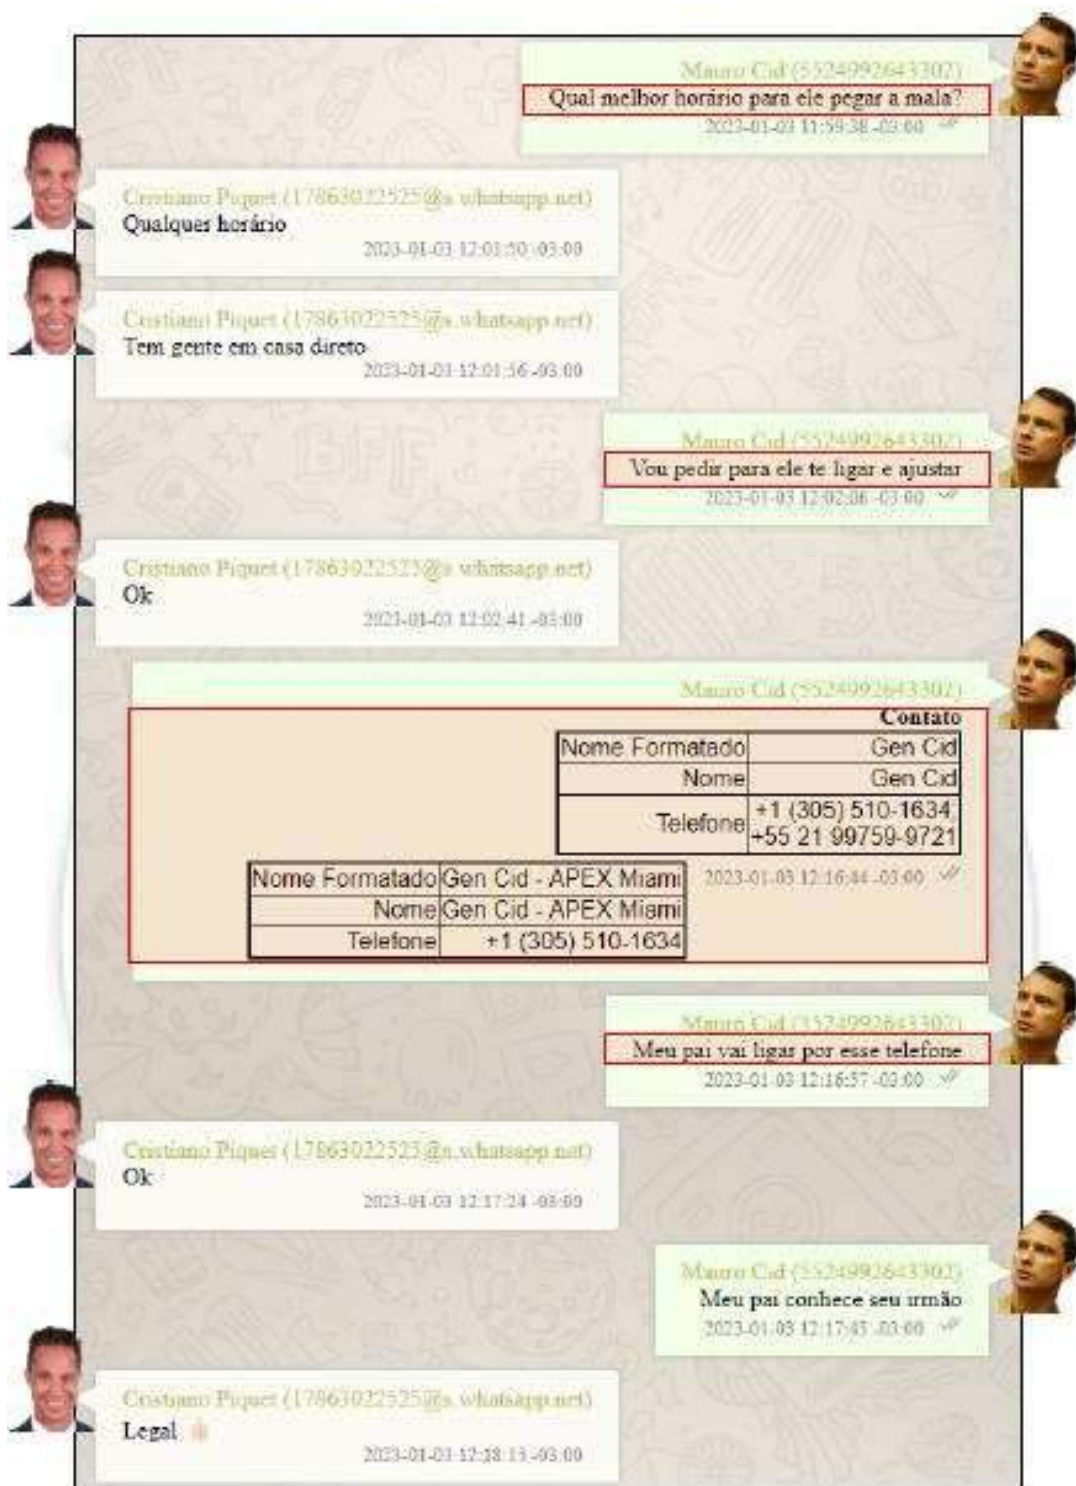 Mauro Cid (5524992643302)
Qual melhor horário para ele pegar a mala?
2023-01-03 11:59:38 -03:00
Cristiano Piquet (17863022525@s.whatsapp.net)
Qualques horário
2023-01-03 12:01:50 -03:00
Cristiano Piquet (17863022525@s.whatsapp.net)
Tem gente em casa direto
2023-01-03 12:01:56 -03:00
Mauro Cid (5524992643302)
Vou pedir para ele te ligar e ajustar
2023-01-03 12:02:06 -03:00
Cristiano Piquet (17863022525@s.whatsapp.net)
Ok
2023-01-03 12:02:41 -03:00
Mauro Cid (5524992643302)
Contato
Nome Formatado Gen Cid
Nome Gen Cid
Telefone +1 (305) 510-1634,
+55 21 99759-9721
2023-01-03 12:16:44 -03:00
Nome Formatado Gen Cid - APEX Miami
Nome Gen Cid - APEX Miami
Telefone +1 (305) 510-1634
Mauro Cid (5524992643302)
Meu pai vai ligar por esse telefone
2023-01-03 12:16:57 -03:00
Cristiano Piquet (17863022525@s.whatsapp.net)
Ok
2023-01-03 12:17:24 -03:00
Mauro Cid (5524992643302)
Meu pai conhece seu irmão
2023-01-03 12:17:45 -03:00
Cristiano Piquet (17863022525@s.whatsapp.net)
Legal
2023-01-03 12:18:13 -03:00